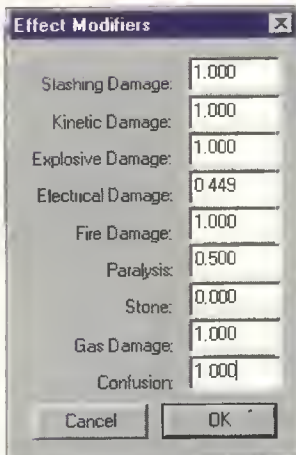 Effect Modifiers
Slashing Damage: 1.000
Kinetic Damage: 1.000
Explosive Damage: 1.000
Electrical Damage: 0.449
Fire Damage: 1.000
Paralysis: 0.500
Stone: 0.000
Gas Damage: 1.000
Confusion: 1.000
Cancel OK